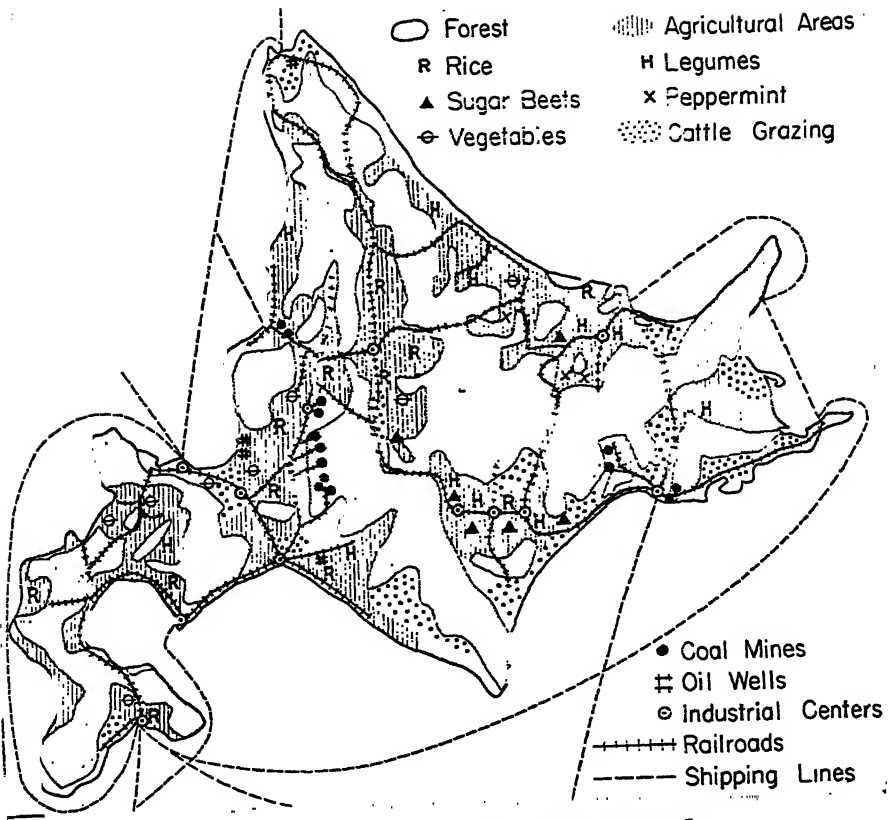 Forest
Agricultural Areas
R Rice
H Legumes
Sugar Beets
x Peppermint
Vegetables
Cattle Grazing
H
H
R
H
R
H
H
R
R
H
R
H
R
H
H
R
H
H
R
R
R
R
Coal Mines
Oil Wells
Industrial Centers
Railroads
Shipping Lines